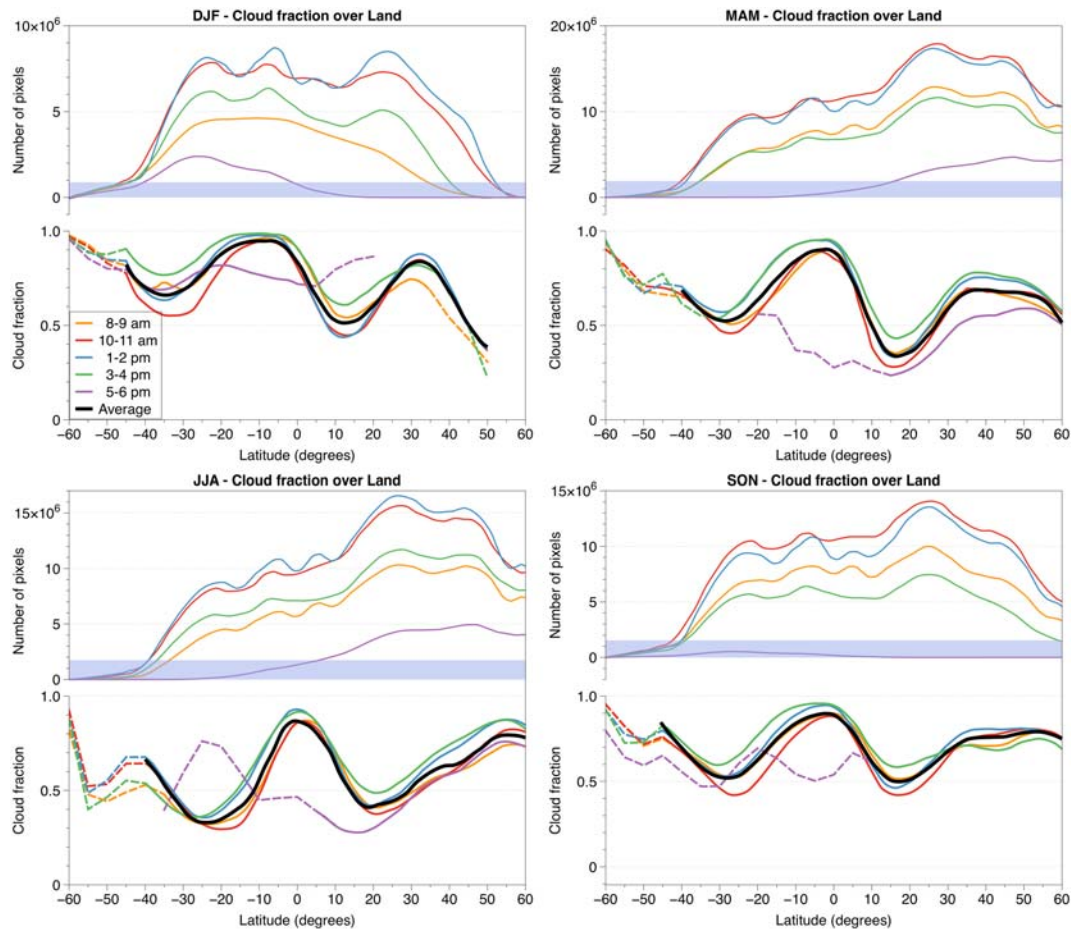 DJF - Cloud fraction over Land
10×10⁶
5
0
Number of pixels
1.0
0.5
0
Cloud fraction
8-9 am
10-11 am
1-2 pm
3-4 pm
5-6 pm
Average
−60 −50 −40 −30 −20 −10 0 10 20 30 40 50 60
Latitude (degrees)
MAM - Cloud fraction over Land
20×10⁶
10
0
Number of pixels
1.0
0.5
0
Cloud fraction
−60 −50 −40 −30 −20 −10 0 10 20 30 40 50 60
Latitude (degrees)
JJA - Cloud fraction over Land
15×10⁶
10
5
0
Number of pixels
1.0
0.5
0
Cloud fraction
−60 −50 −40 −30 −20 −10 0 10 20 30 40 50 60
Latitude (degrees)
SON - Cloud fraction over Land
15×10⁶
10
5
0
Number of pixels
1.0
0.5
0
Cloud fraction
−60 −50 −40 −30 −20 −10 0 10 20 30 40 50 60
Latitude (degrees)